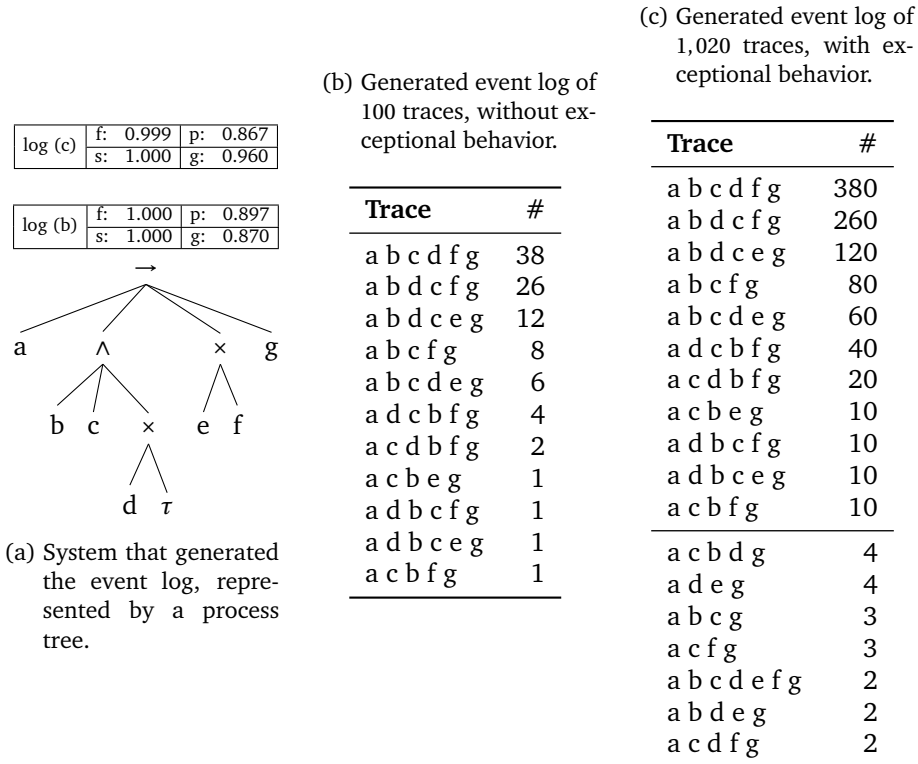 log (c) f: 0.999 p: 0.867
s: 1.000 g: 0.960
log (b) f: 1.000 p: 0.897
s: 1.000 g: 0.870
→
a ∧ × g
b c × e f
d τ
(a) System that generated
the event log, repre-
sented by a process
tree.
(b) Generated event log of
100 traces, without ex-
ceptional behavior.
Trace #
a b c d f g 38
a b d c f g 26
a b d c e g 12
a b c f g 8
a b c d e g 6
a d c b f g 4
a c d b f g 2
a c b e g 1
a d b c f g 1
a d b c e g 1
a c b f g 1
(c) Generated event log of
1,020 traces, with ex-
ceptional behavior.
Trace #
a b c d f g 380
a b d c f g 260
a b d c e g 120
a b c f g 80
a b c d e g 60
a d c b f g 40
a c d b f g 20
a c b e g 10
a d b c f g 10
a d b c e g 10
a c b f g 10
a c b d g 4
a d e g 4
a b c g 3
a c f g 3
a b c d e f g 2
a b d e g 2
a c d f g 2